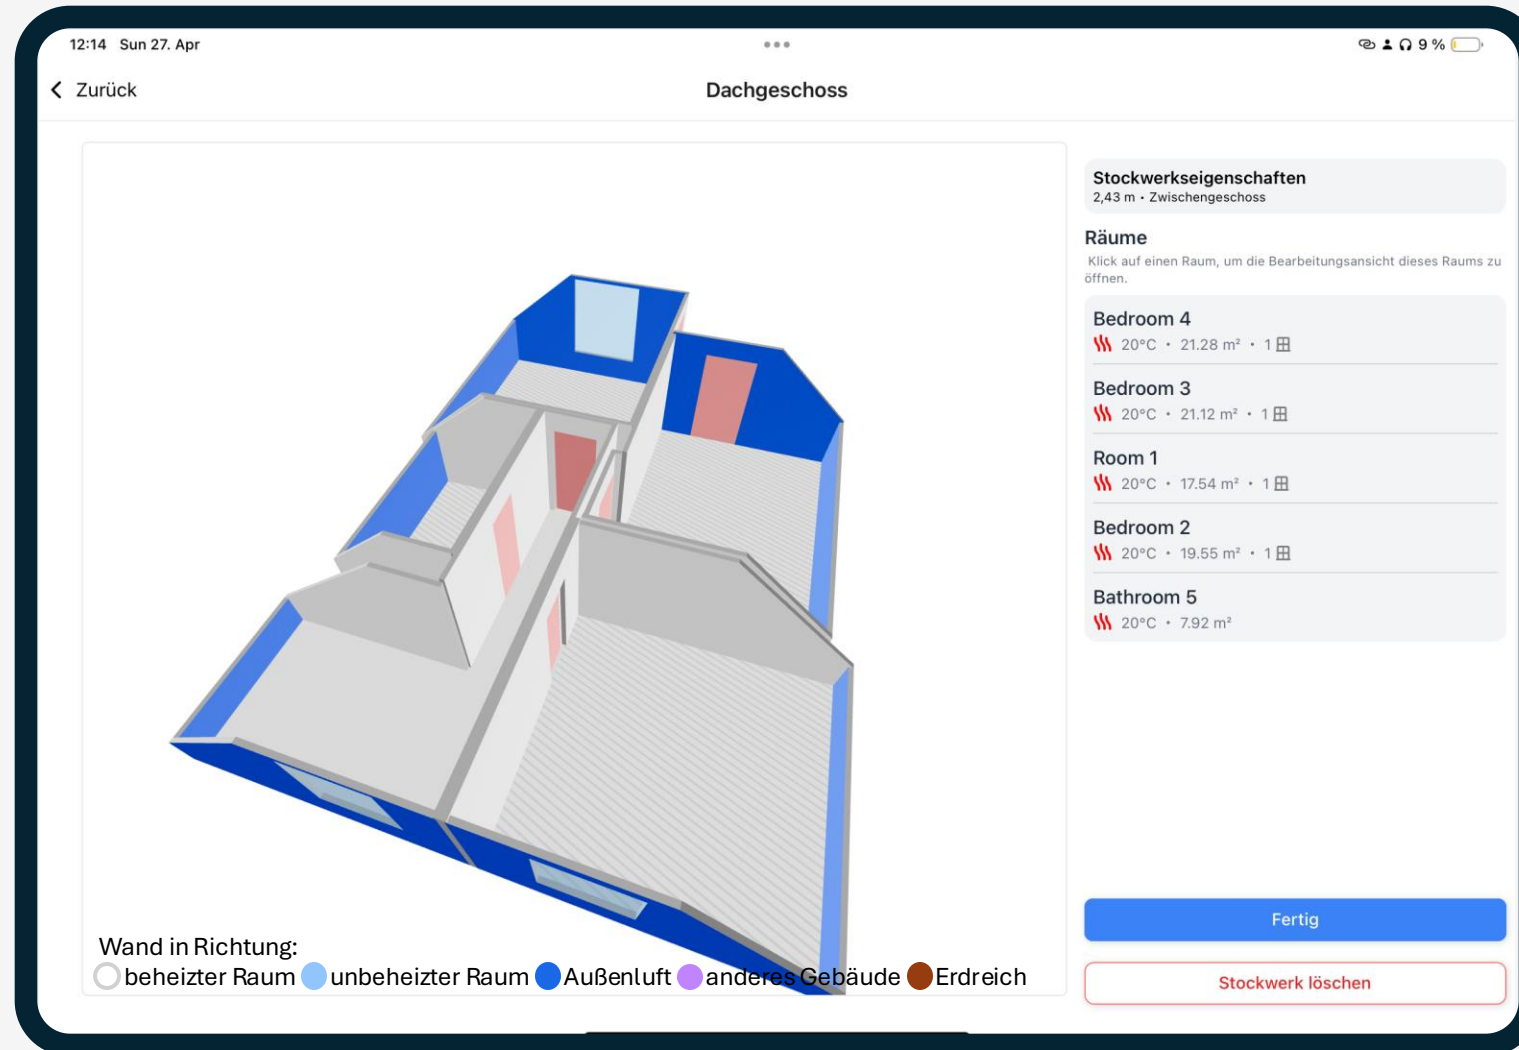 12:14 Sun 27. Apr
9 %
Zurück
Dachgeschoss
Stockwerkseigenschaften
2,43 m • Zwischengeschoss
Räume
Klick auf einen Raum, um die Bearbeitungsansicht dieses Raums zu
öffnen.
Bedroom 4
20°C • 21.28 m² • 1
Bedroom 3
20°C • 21.12 m² • 1
Room 1
20°C • 17.54 m² • 1
Bedroom 2
20°C • 19.55 m² • 1
Bathroom 5
20°C • 7.92 m²
Fertig
Stockwerk löschen
Wand in Richtung:
beheizter Raum unbeheizter Raum Außenluft anderes Gebäude Erdreich